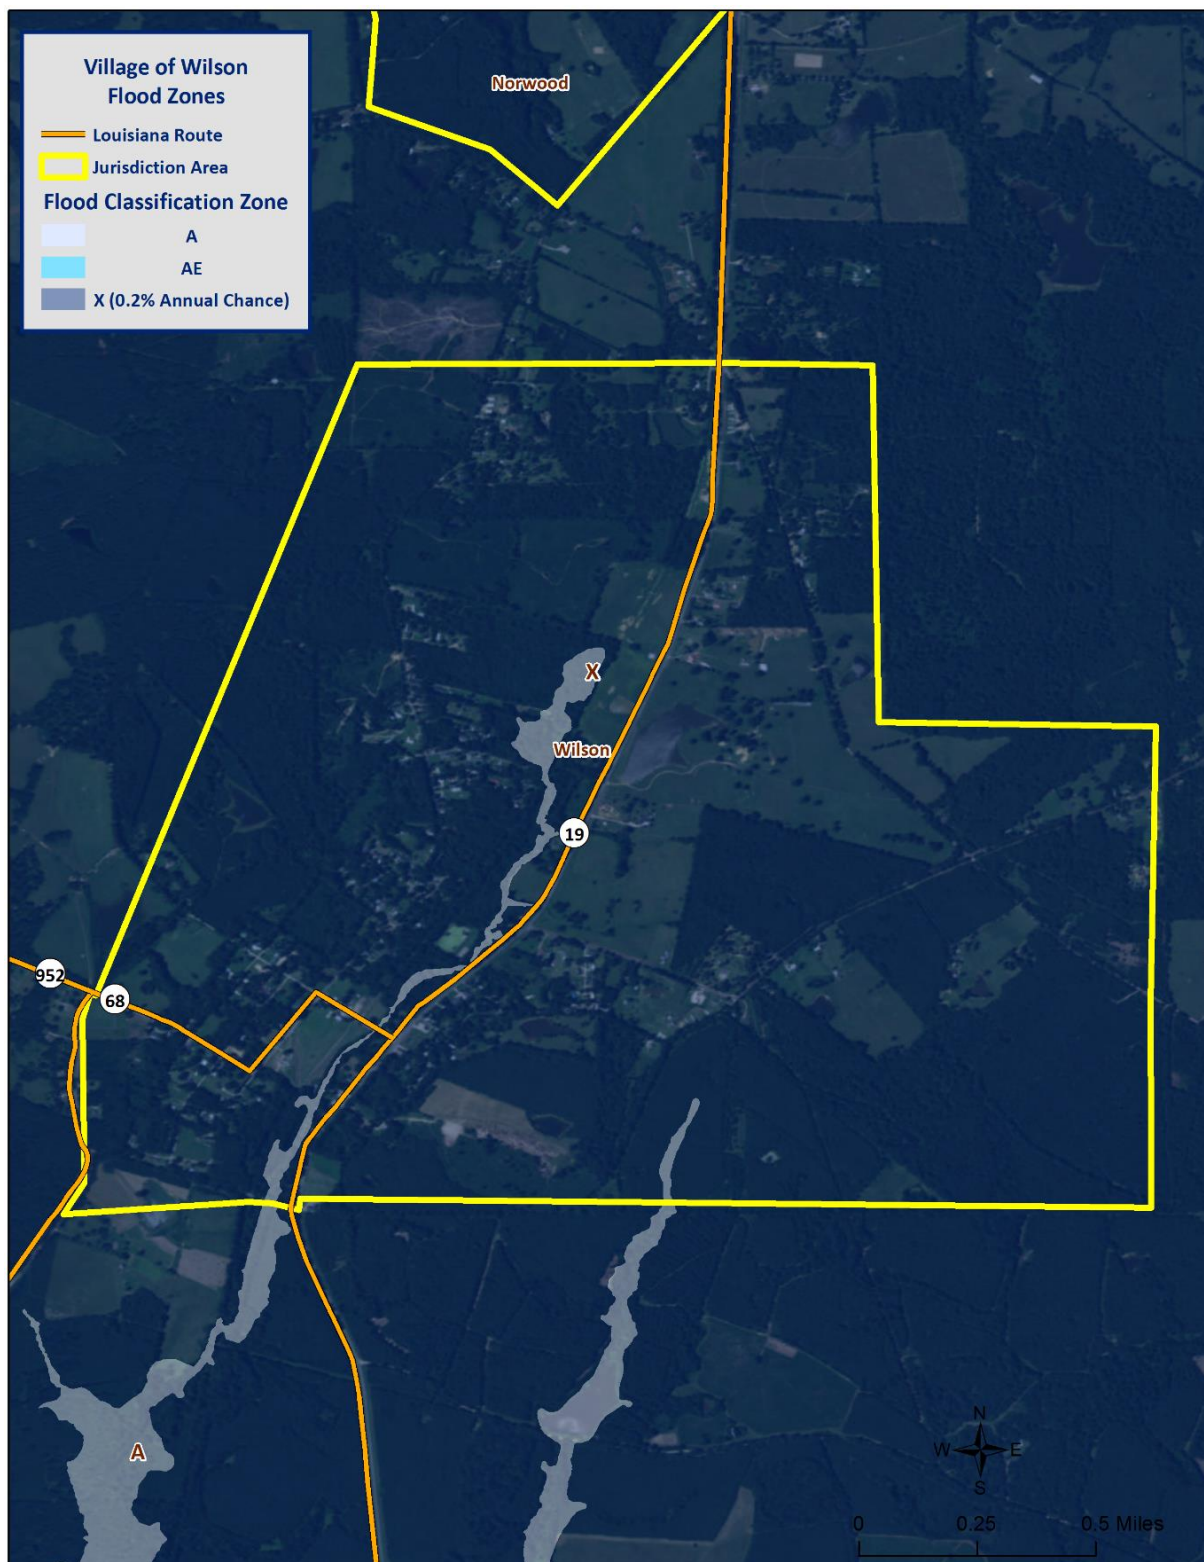 Village of Wilson
Flood Zones
Louisiana Route
Jurisdiction Area
Flood Classification Zone
A
AE
X (0.2% Annual Chance)
Norwood
X
Wilson
19
952
68
A
N
W E
S
0 0.25 0.5 Miles